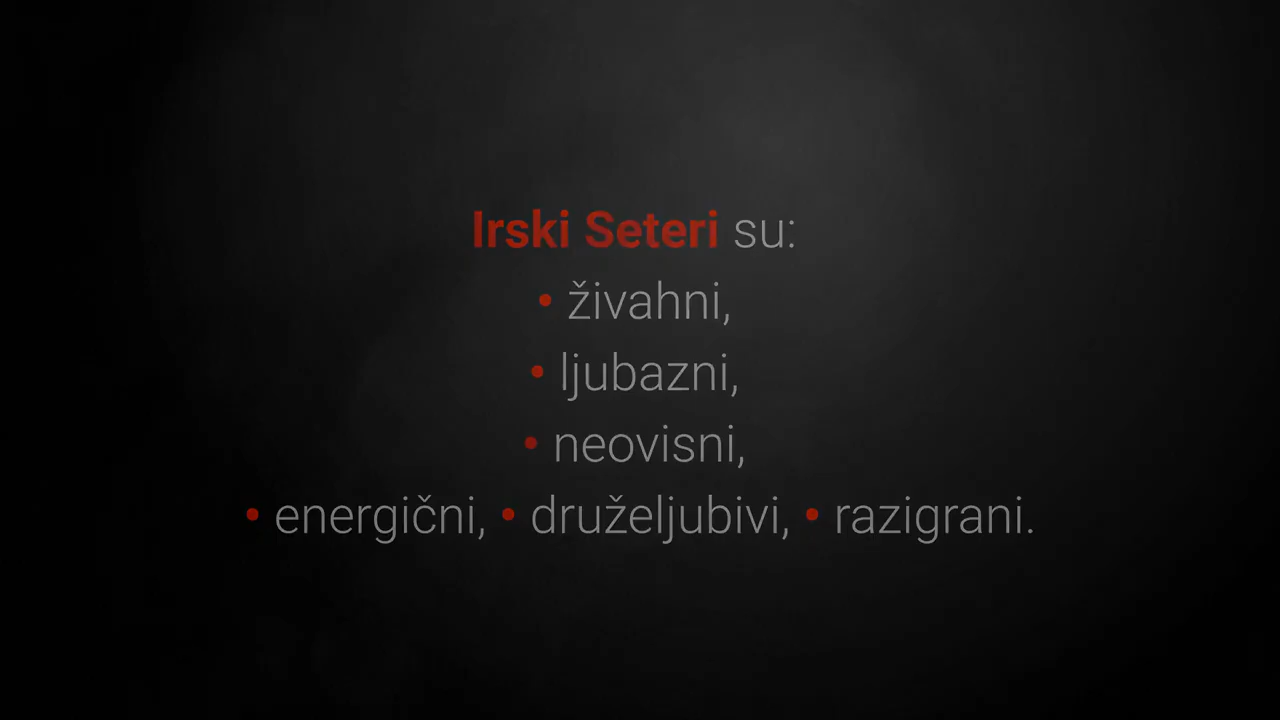 Irski Seteri su:
• živahni,
• ljubazni,
• neovisni,
• energični, • druželjubivi, • razigrani.